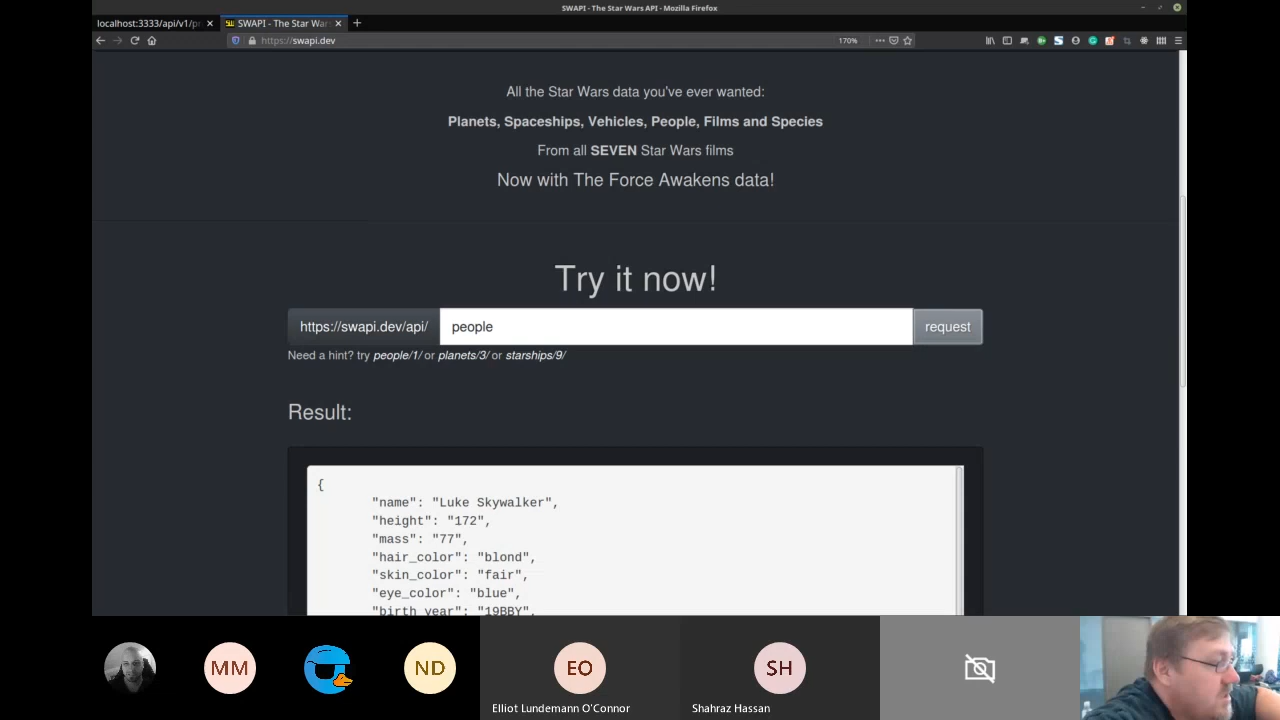 SWAPI - The Star Wars API - Mozilla Firefox
localhost:3333/api/v1/pr
SWAPI - The Star Wars
https://swapi.dev
170%
All the Star Wars data you've ever wanted:
Planets, Spaceships, Vehicles, People, Films and Species
From all SEVEN Star Wars films
Now with The Force Awakens data!
Try it now!
https://swapi.dev/api/ people request
Need a hint? try people/1/ or planets/3/ or starships/9/
Result:
{
"name": "Luke Skywalker",
"height": "172",
"mass": "77",
"hair_color": "blond",
"skin_color": "fair",
"eye_color": "blue",
"birth_year": "19BBY",
MM
ND
EO
SH
Elliot Lundemann O'Connor
Shahraz Hassan